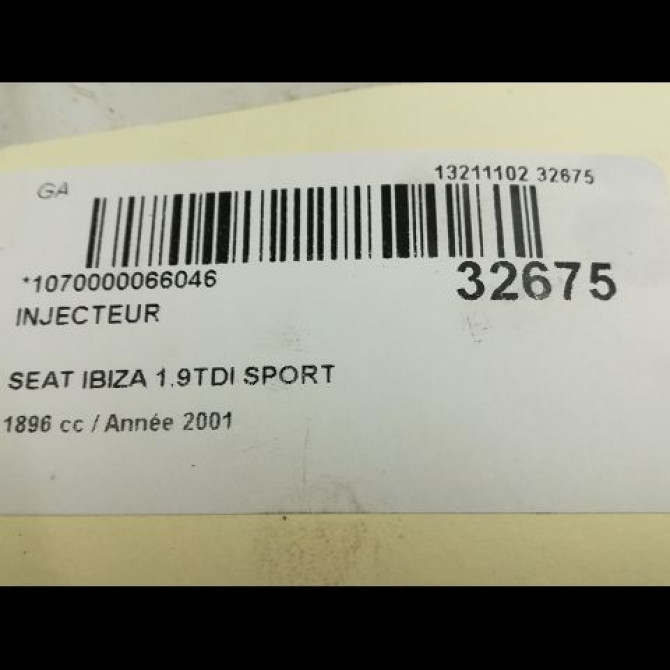 GA
13211102 32675
*1070000066046
32675
INJECTEUR
SEAT IBIZA 1.9TDI SPORT
1896 cc / Année 2001